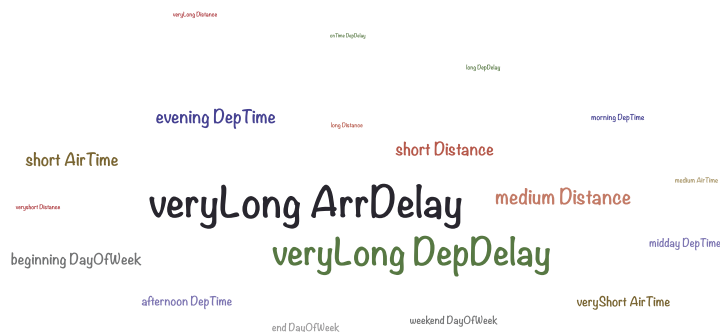 veryLong Distance
onTime DepDelay
long DepDelay
evening DepTime
morning DepTime
long Distance
short Distance
short AirTime
medium AirTime
medium Distance
veryLong ArrDelay
veryshort Distance
midday DepTime
veryLong DepDelay
beginning DayOfWeek
afternoon DepTime
veryShort AirTime
weekend DayOfWeek
end DayOfWeek